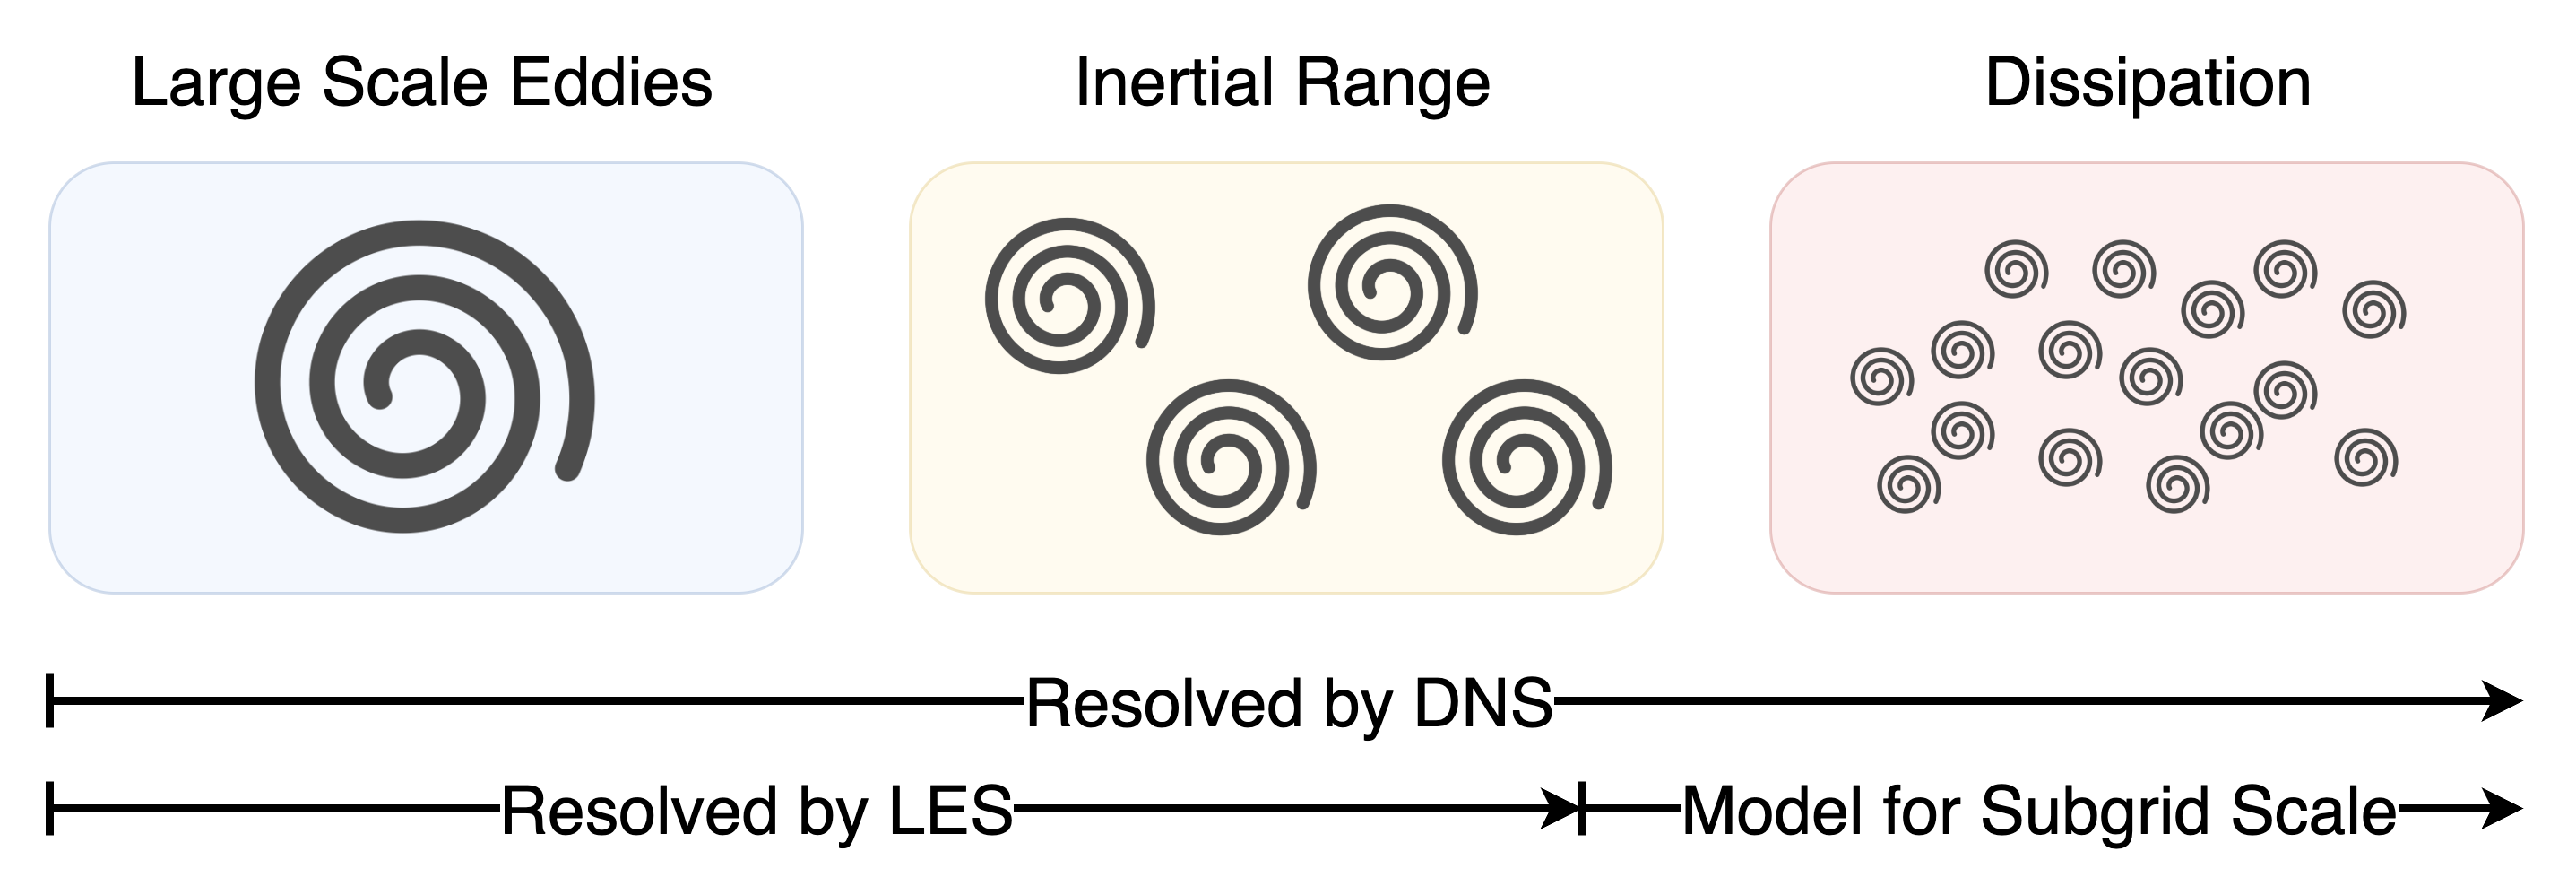 Large Scale Eddies
Inertial Range
Dissipation
Resolved by DNS
Resolved by LES
Model for Subgrid Scale